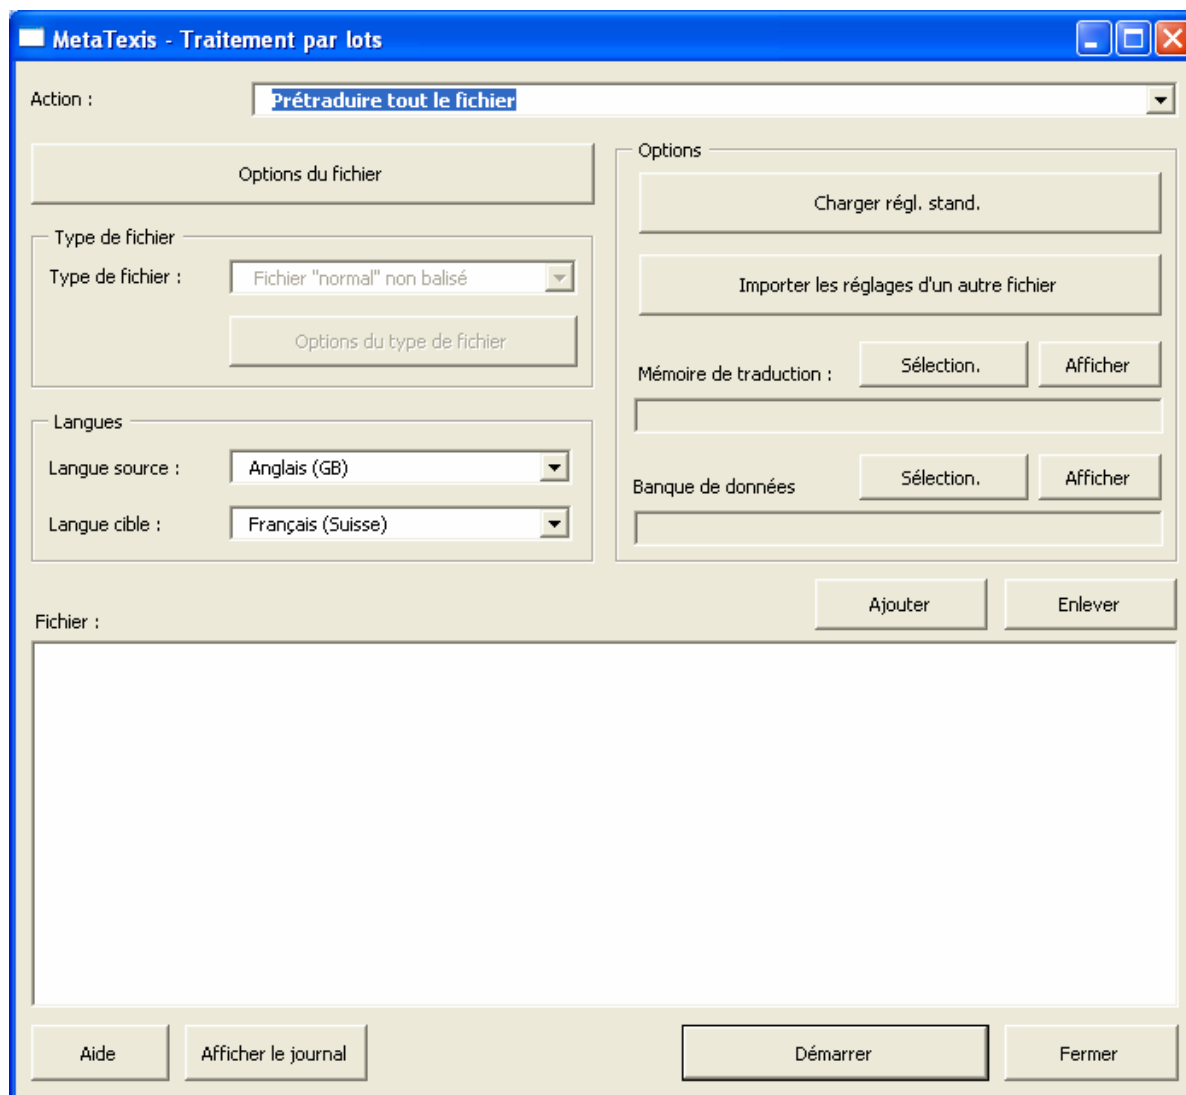 MetaTexis - Traitement par lots
Action :
Prétraduire tout le fichier
Options du fichier
Type de fichier
Type de fichier :
Fichier "normal" non balisé
Options du type de fichier
Langues
Langue source :
Anglais (GB)
Langue cible :
Français (Suisse)
Options
Charger régl. stand.
Importer les réglages d'un autre fichier
Mémoire de traduction :
Sélection.
Afficher
Banque de données
Sélection.
Afficher
Ajouter
Enlever
Fichier :
Aide
Afficher le journal
Démarrer
Fermer